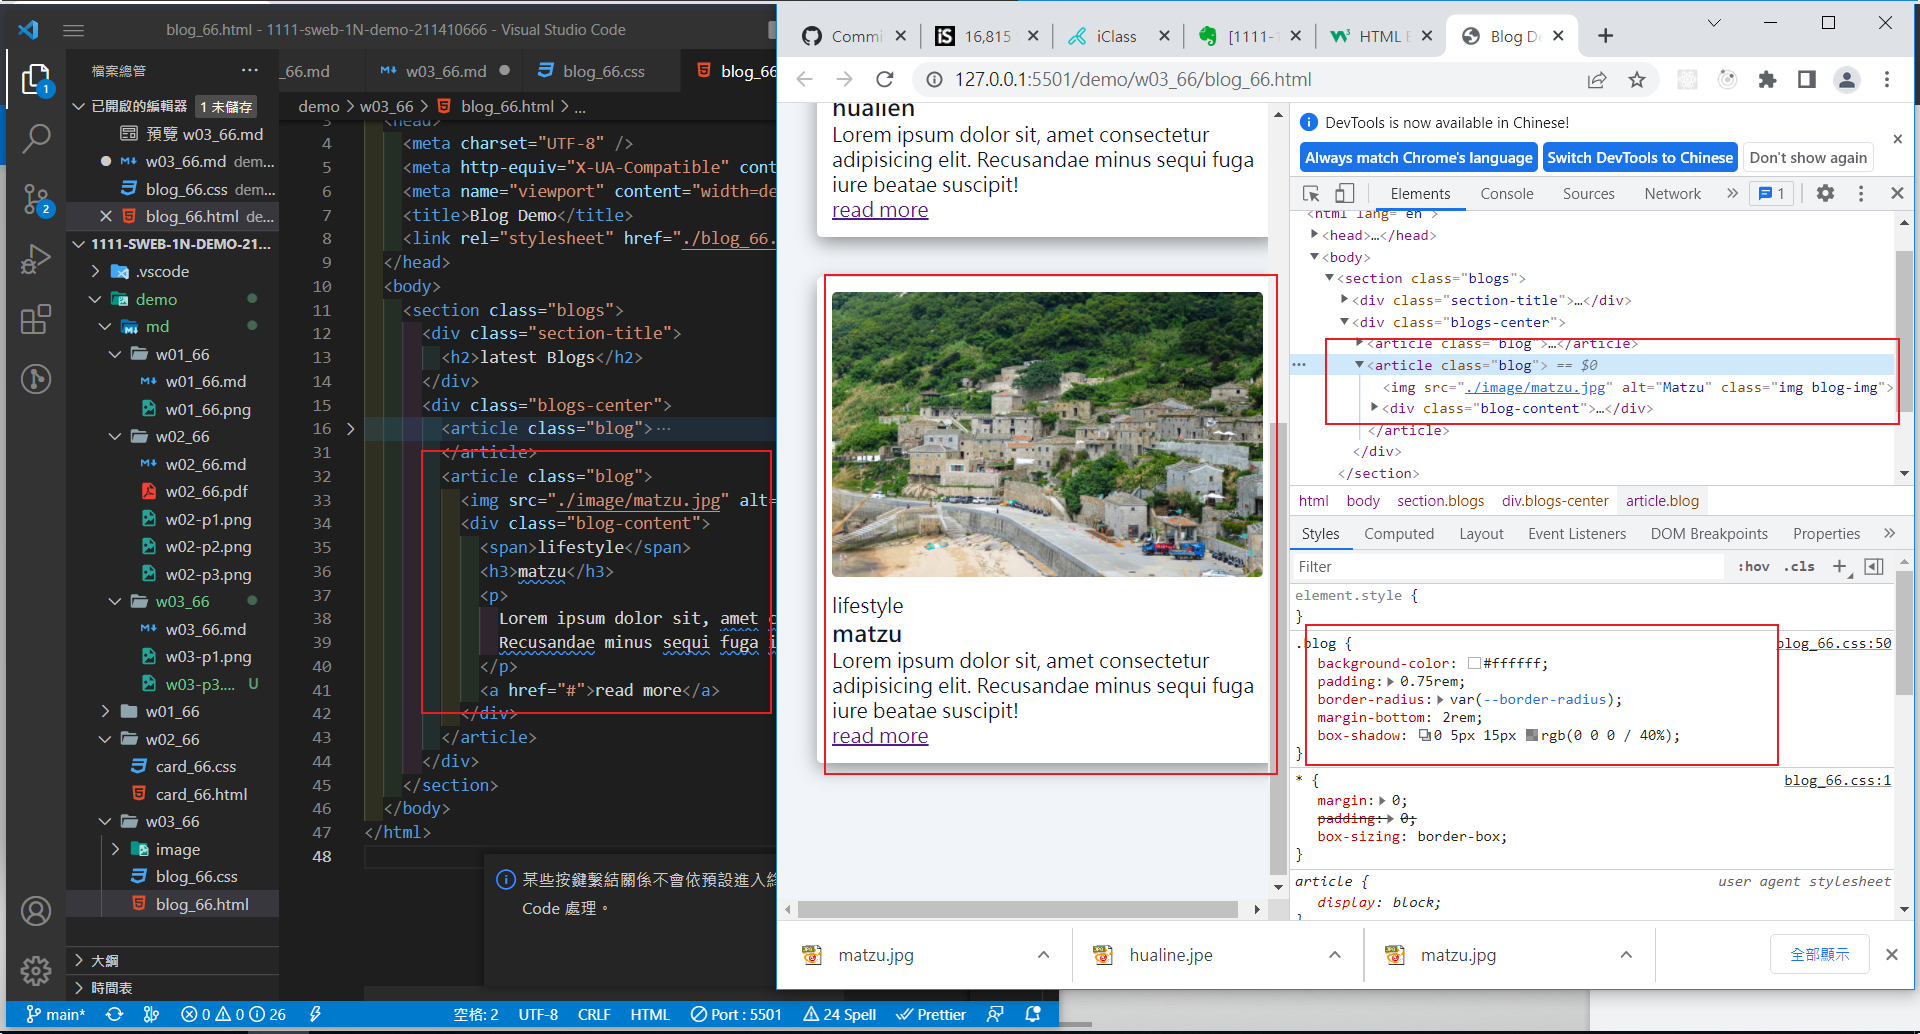 blog_66.html - 1111-sweb-1N-demo-211410666 - Visual Studio Code
檔案總管
已開啟的編輯器
1 未儲存
預覽 w03_66.md
w03_66.md dem...
blog_66.css dem...
blog_66.html de...
1111-SWEB-1N-DEMO-21...
.vscode
demo
md
w01_66
w01_66.md
w01_66.png
w02_66
w02_66.md
w02_66.pdf
w02-p1.png
w02-p2.png
w02-p3.png
w03_66
w03_66.md
w03-p1.png
w03-p3.... U
w01_66
w02_66
card_66.css
card_66.html
w03_66
image
blog_66.css
blog_66.html
大綱
時間表
1
2
_66.md
w03_66.md
blog_66.css
blog_66
demo > w03_66 > blog_66.html > ...
3 <head>
4 <meta charset="UTF-8" />
5 <meta http-equiv="X-UA-Compatible" cont
6 <meta name="viewport" content="width=de
7 <title>Blog Demo</title>
8 <link rel="stylesheet" href="./blog_66.
9 </head>
10 <body>
11 <section class="blogs">
12 <div class="section-title">
13 <h2>latest Blogs</h2>
14 </div>
15 <div class="blogs-center">
16 <article class="blog">...
31 </article>
32 <article class="blog">
33 <img src="./image/matzu.jpg" alt=
34 <div class="blog-content">
35 <span>lifestyle</span>
36 <h3>matzu</h3>
37 <p>
38 Lorem ipsum dolor sit, amet c
39 Recusandae minus sequi fuga i
40 </p>
41 <a href="#">read more</a>
42 </div>
43 </article>
44 </div>
45 </section>
46 </body>
47 </html>
48
Code 處理。
main*
0 0 26
空格: 2
UTF-8
CRLF
HTML
Port : 5501
24 Spell
Prettier
Commi
16,815
iClass
[1111-1
HTML E
Blog De
127.0.0.1:5501/demo/w03_66/blog_66.html
hualien
Lorem ipsum dolor sit, amet consectetur
adipisicing elit. Recusandae minus sequi fuga
iure beatae suscipit!
read more
lifestyle
matzu
Lorem ipsum dolor sit, amet consectetur
adipisicing elit. Recusandae minus sequi fuga
iure beatae suscipit!
read more
DevTools is now available in Chinese!
Always match Chrome's language
Switch DevTools to Chinese
Don't show again
Elements
Console
Sources
Network
1
<html lang="en">
<head>…</head>
<body>
<section class="blogs">
<div class="section-title">…</div>
<div class="blogs-center">
<article class="blog">…</article>
<article class="blog"> == $0
<img src="./image/matzu.jpg" alt="Matzu" class="img blog-img">
<div class="blog-content">…</div>
</article>
</div>
</section>
html
body
section.blogs
div.blogs-center
article.blog
Styles
Computed
Layout
Event Listeners
DOM Breakpoints
Properties
Filter
:hov
.cls
element.style {
}
.blog {
blog_66.css:50
background-color: #ffffff;
padding: 0.75rem;
border-radius: var(--border-radius);
margin-bottom: 2rem;
box-shadow: 0 5px 15px rgb(0 0 0 / 40%);
}
* {
blog_66.css:1
margin: 0;
padding: 0;
box-sizing: border-box;
}
article {
user agent stylesheet
display: block;
matzu.jpg
hualine.jpe
matzu.jpg
全部顯示